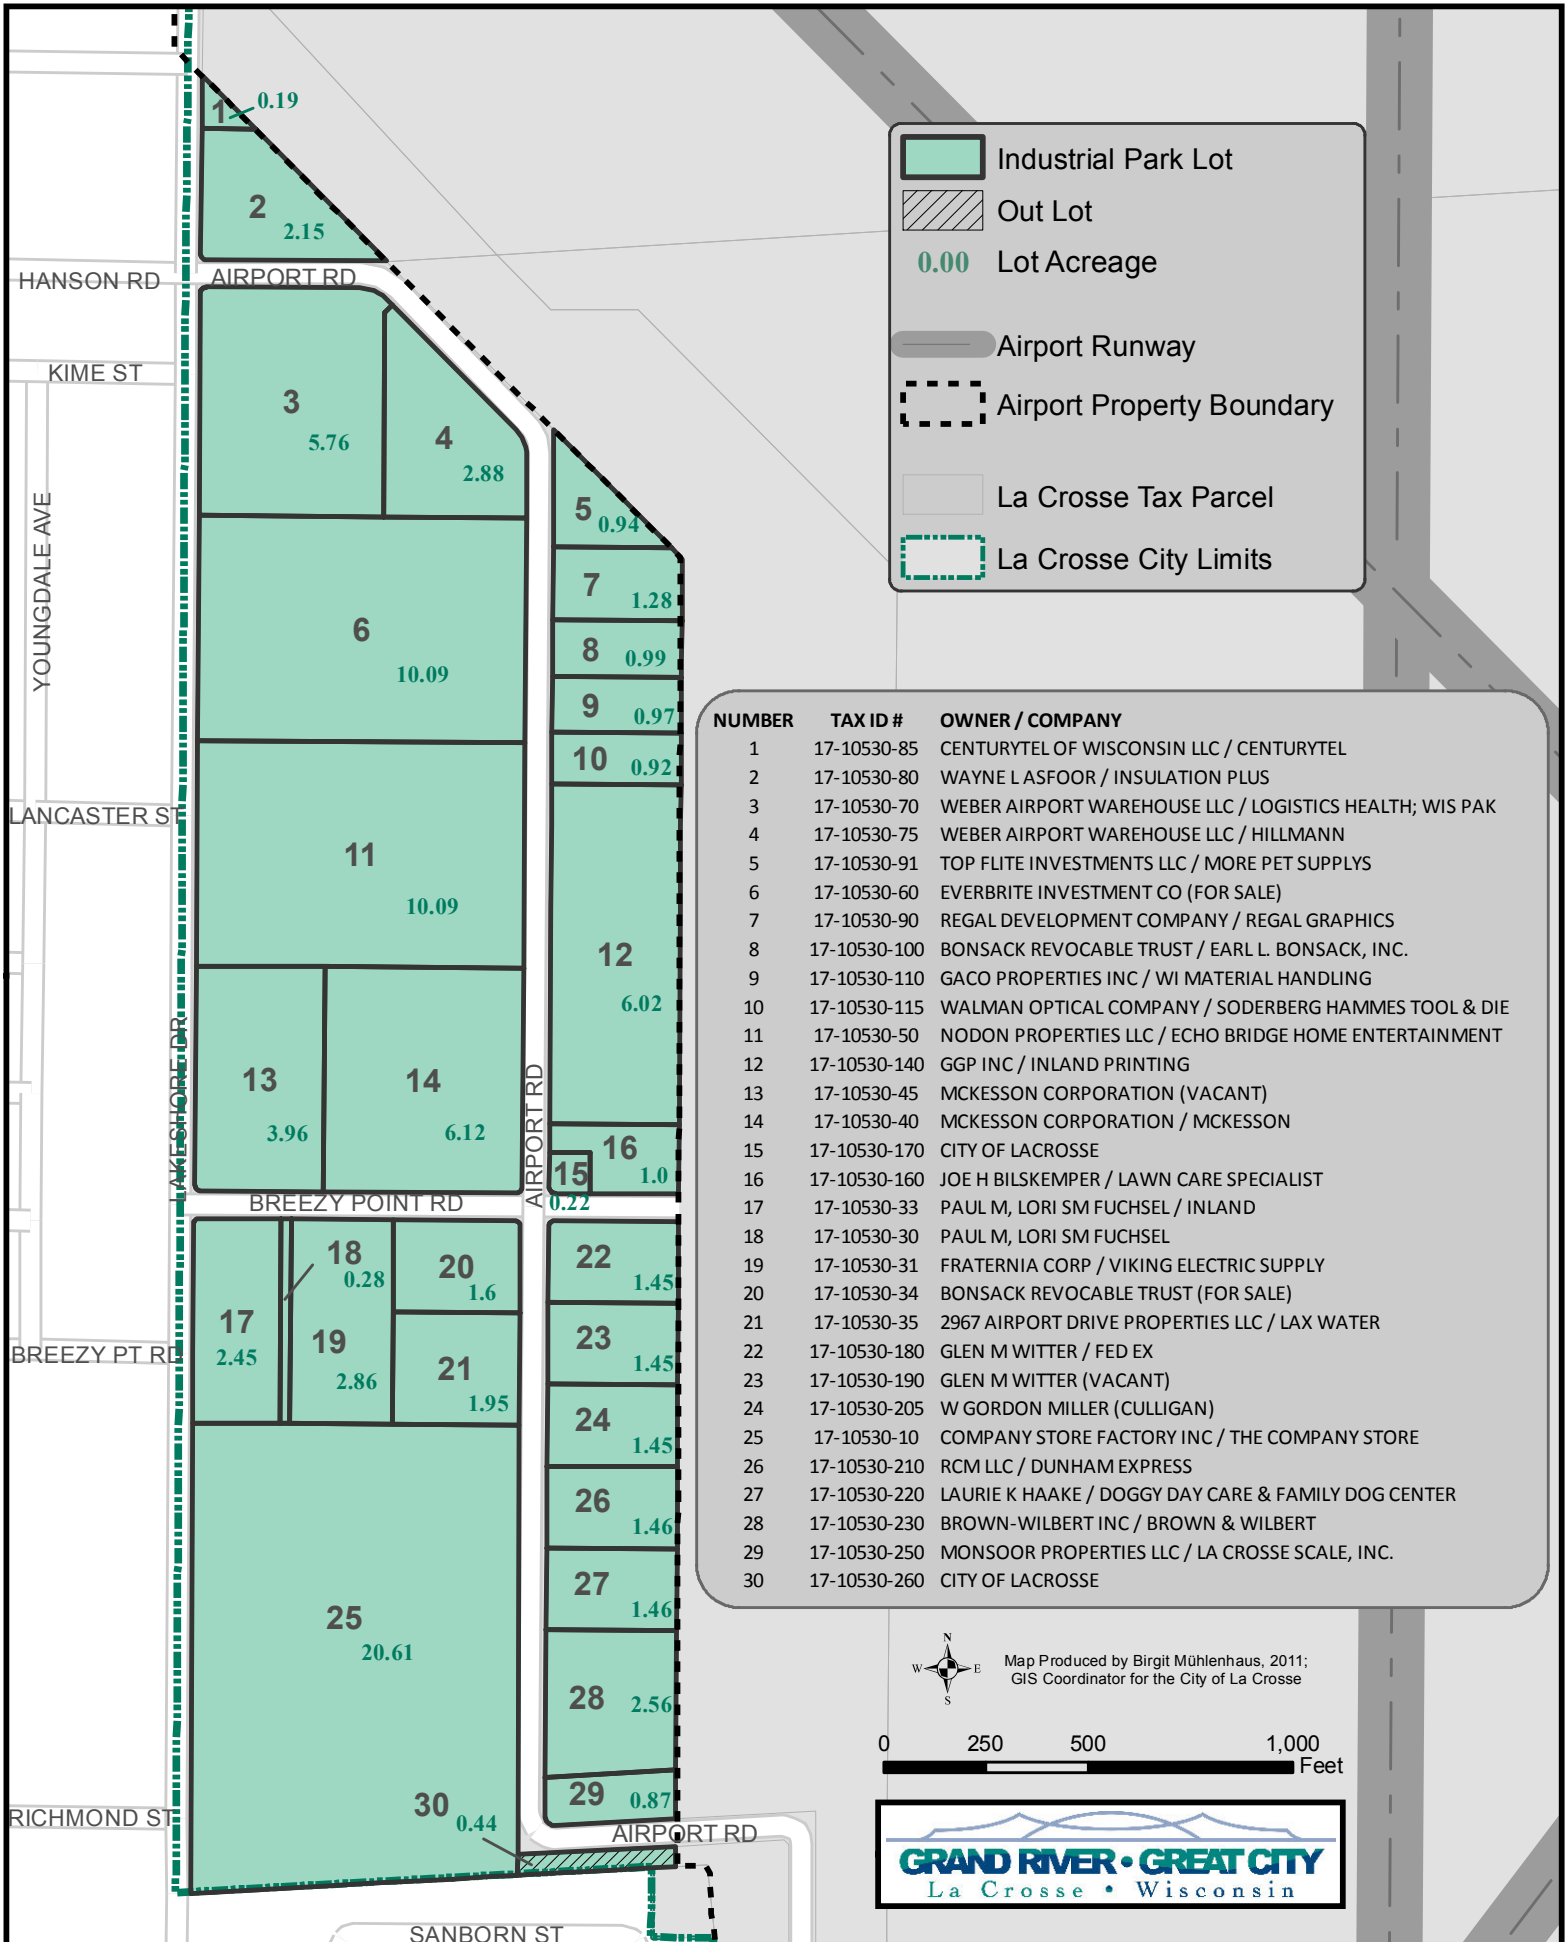 1 0.19
2 2.15
HANSON RD
AIRPORT RD
KIME ST
3 5.76
4 2.88
5 0.94
YOUNGDALE AVE
6 10.09
7 1.28
8 0.99
9 0.97
10 0.92
LANCASTER ST
11 10.09
12 6.02
LAKESHORE DR
13 3.96
14 6.12
AIRPORT RD
16 1.0
15
0.22
BREEZY POINT RD
18 0.28
20 1.6
22 1.45
17 2.45
19 2.86
21 1.95
23 1.45
BREEZY PT RD
24 1.45
26 1.46
27 1.46
25 20.61
28 2.56
29 0.87
30 0.44
RICHMOND ST
AIRPORT RD
SANBORN ST
Industrial Park Lot
Out Lot
0.00 Lot Acreage
Airport Runway
Airport Property Boundary
La Crosse Tax Parcel
La Crosse City Limits
NUMBER TAX ID # OWNER / COMPANY
1 17-10530-85 CENTURYTEL OF WISCONSIN LLC / CENTURYTEL
2 17-10530-80 WAYNE L ASFOOR / INSULATION PLUS
3 17-10530-70 WEBER AIRPORT WAREHOUSE LLC / LOGISTICS HEALTH; WIS PAK
4 17-10530-75 WEBER AIRPORT WAREHOUSE LLC / HILLMANN
5 17-10530-91 TOP FLITE INVESTMENTS LLC / MORE PET SUPPLYS
6 17-10530-60 EVERBRITE INVESTMENT CO (FOR SALE)
7 17-10530-90 REGAL DEVELOPMENT COMPANY / REGAL GRAPHICS
8 17-10530-100 BONSACK REVOCABLE TRUST / EARL L. BONSACK, INC.
9 17-10530-110 GACO PROPERTIES INC / WI MATERIAL HANDLING
10 17-10530-115 WALMAN OPTICAL COMPANY / SODERBERG HAMMES TOOL & DIE
11 17-10530-50 NODON PROPERTIES LLC / ECHO BRIDGE HOME ENTERTAINMENT
12 17-10530-140 GGP INC / INLAND PRINTING
13 17-10530-45 MCKESSON CORPORATION (VACANT)
14 17-10530-40 MCKESSON CORPORATION / MCKESSON
15 17-10530-170 CITY OF LACROSSE
16 17-10530-160 JOE H BILSKEMPER / LAWN CARE SPECIALIST
17 17-10530-33 PAUL M, LORI SM FUCHSEL / INLAND
18 17-10530-30 PAUL M, LORI SM FUCHSEL
19 17-10530-31 FRATERNIA CORP / VIKING ELECTRIC SUPPLY
20 17-10530-34 BONSACK REVOCABLE TRUST (FOR SALE)
21 17-10530-35 2967 AIRPORT DRIVE PROPERTIES LLC / LAX WATER
22 17-10530-180 GLEN M WITTER / FED EX
23 17-10530-190 GLEN M WITTER (VACANT)
24 17-10530-205 W GORDON MILLER (CULLIGAN)
25 17-10530-10 COMPANY STORE FACTORY INC / THE COMPANY STORE
26 17-10530-210 RCM LLC / DUNHAM EXPRESS
27 17-10530-220 LAURIE K HAAKE / DOGGY DAY CARE & FAMILY DOG CENTER
28 17-10530-230 BROWN-WILBERT INC / BROWN & WILBERT
29 17-10530-250 MONSOOR PROPERTIES LLC / LA CROSSE SCALE, INC.
30 17-10530-260 CITY OF LACROSSE
N
W E
S
Map Produced by Birgit Mühlenhaus, 2011;
GIS Coordinator for the City of La Crosse
0 250 500 1,000
Feet
GRAND RIVER • GREAT CITY
La Crosse • Wisconsin